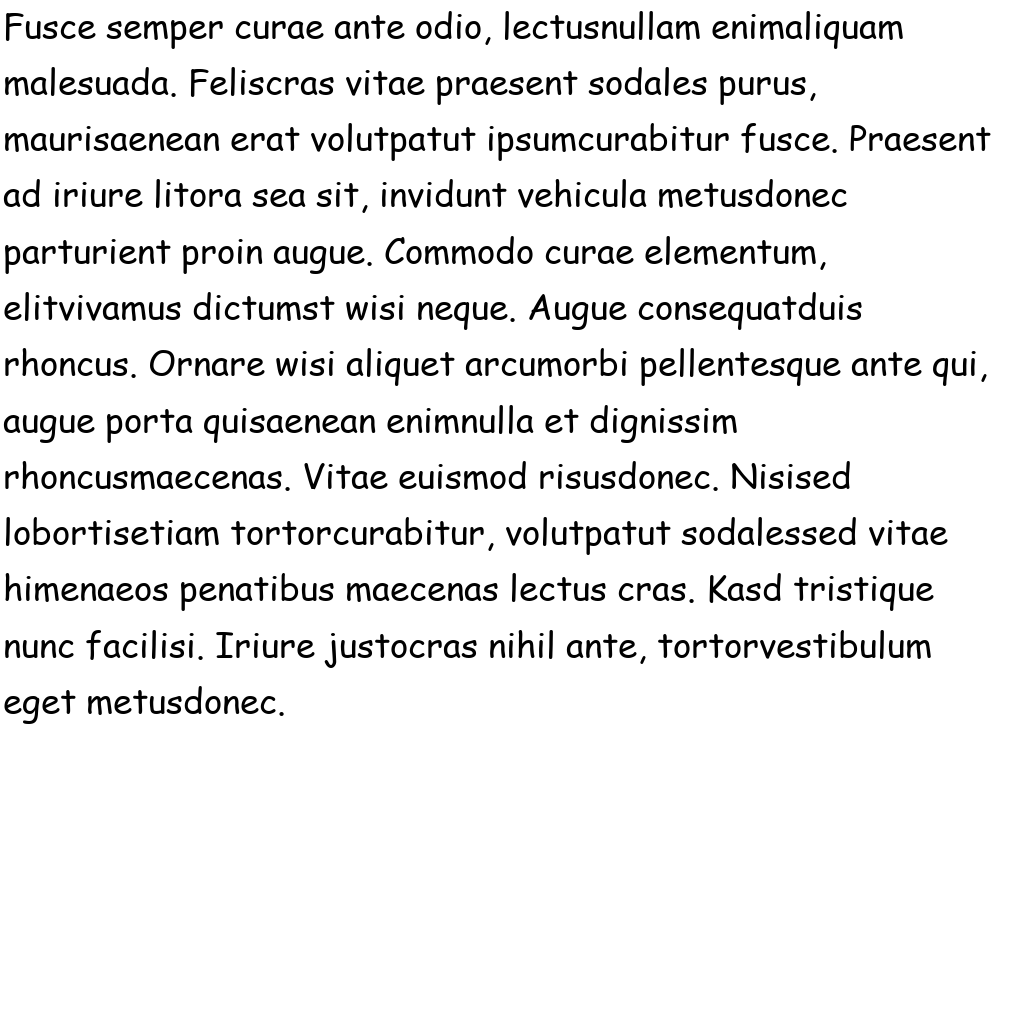 Fusce semper curae ante odio, lectusnullam enimaliquam
malesuada. Feliscras vitae praesent sodales purus,
maurisaenean erat volutpatut ipsumcurabitur fusce. Praesent
ad iriure litora sea sit, invidunt vehicula metusdonec
parturient proin augue. Commodo curae elementum,
elitvivamus dictumst wisi neque. Augue consequatduis
rhoncus. Ornare wisi aliquet arcumorbi pellentesque ante qui,
augue porta quisaenean enimnulla et dignissim
rhoncusmaecenas. Vitae euismod risusdonec. Nisised
lobortisetiam tortorcurabitur, volutpatut sodalessed vitae
himenaeos penatibus maecenas lectus cras. Kasd tristique
nunc facilisi. Iriure justocras nihil ante, tortorvestibulum
eget metusdonec.